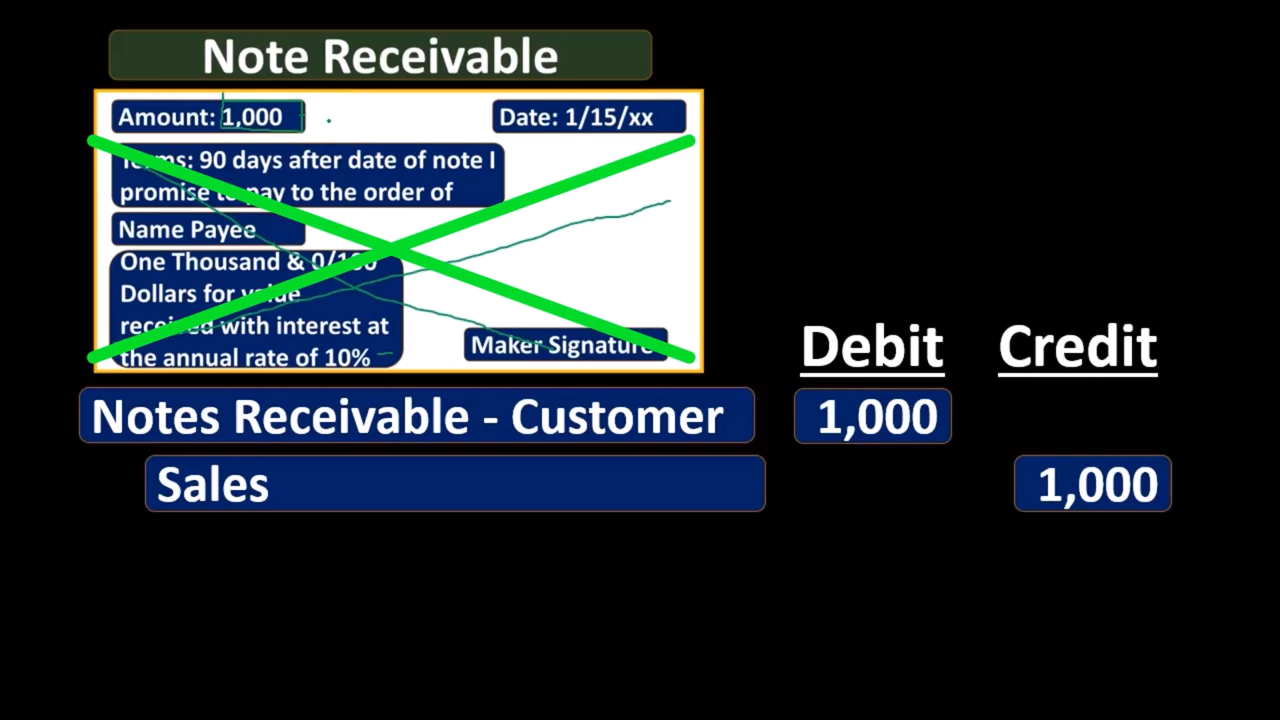 Note Receivable
Amount: 1,000
Date: 1/15/xx
Terms: 90 days after date of note I
promise to pay to the order of
Name Payee
One Thousand & 0/100
Dollars for value
received with interest at
the annual rate of 10%
Maker Signature
Debit Credit
Notes Receivable - Customer 1,000
Sales 1,000